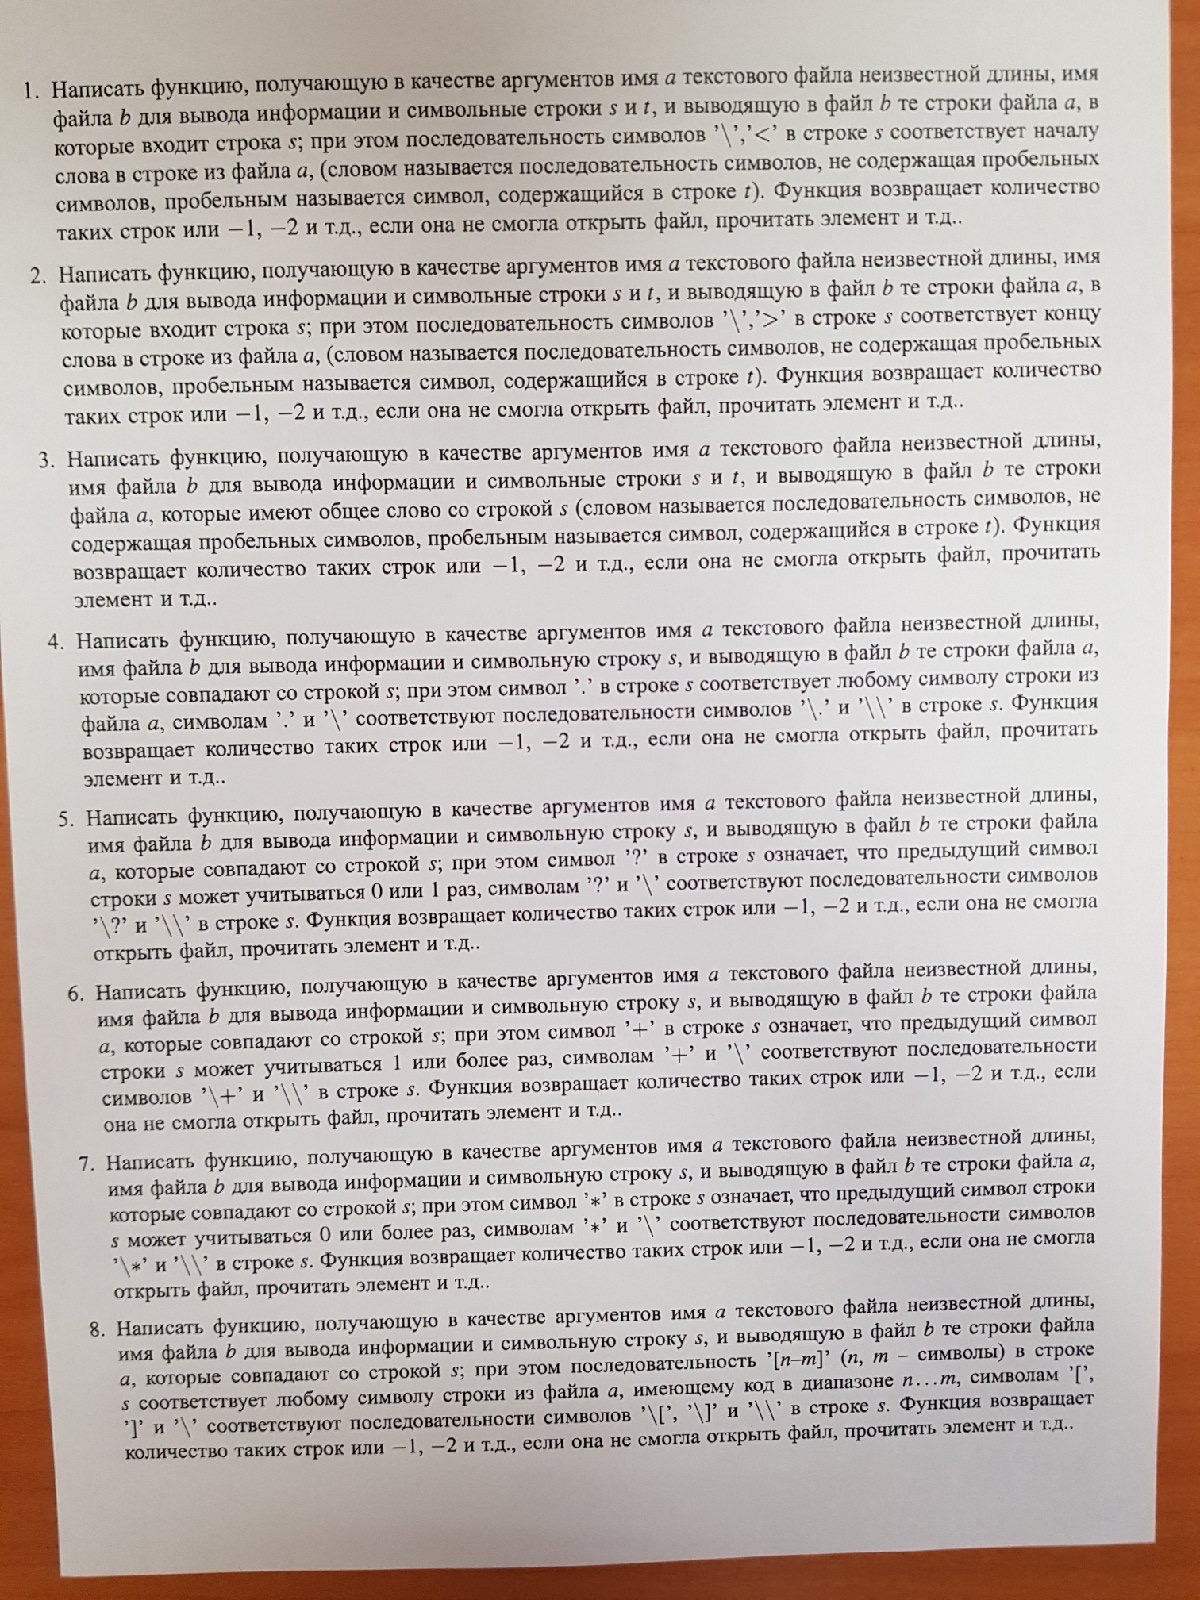 1. Написать функцию, получающую в качестве аргументов имя a текстового файла неизвестной длины, имя
файла b для вывода информации и символьные строки s и t, и выводящую в файл b те строки файла a, в
которые входит строка s; при этом последовательность символов '\','<' в строке s соответствует началу
слова в строке из файла a, (словом называется последовательность символов, не содержащая пробельных
символов, пробельным называется символ, содержащийся в строке t). Функция возвращает количество
таких строк или −1, −2 и т.д., если она не смогла открыть файл, прочитать элемент и т.д..
2. Написать функцию, получающую в качестве аргументов имя a текстового файла неизвестной длины, имя
файла b для вывода информации и символьные строки s и t, и выводящую в файл b те строки файла a, в
которые входит строка s; при этом последовательность символов '\','>' в строке s соответствует концу
слова в строке из файла a, (словом называется последовательность символов, не содержащая пробельных
символов, пробельным называется символ, содержащийся в строке t). Функция возвращает количество
таких строк или −1, −2 и т.д., если она не смогла открыть файл, прочитать элемент и т.д..
3. Написать функцию, получающую в качестве аргументов имя a текстового файла неизвестной длины,
имя файла b для вывода информации и символьные строки s и t, и выводящую в файл b те строки
файла a, которые имеют общее слово со строкой s (словом называется последовательность символов, не
содержащая пробельных символов, пробельным называется символ, содержащийся в строке t). Функция
возвращает количество таких строк или −1, −2 и т.д., если она не смогла открыть файл, прочитать
элемент и т.д..
4. Написать функцию, получающую в качестве аргументов имя a текстового файла неизвестной длины,
имя файла b для вывода информации и символьную строку s, и выводящую в файл b те строки файла a,
которые совпадают со строкой s; при этом символ '.' в строке s соответствует любому символу строки из
файла a, символам '.' и '\' соответствуют последовательности символов '\.' и '\\' в строке s. Функция
возвращает количество таких строк или −1, −2 и т.д., если она не смогла открыть файл, прочитать
элемент и т.д..
5. Написать функцию, получающую в качестве аргументов имя a текстового файла неизвестной длины,
имя файла b для вывода информации и символьную строку s, и выводящую в файл b те строки файла
a, которые совпадают со строкой s; при этом символ '?' в строке s означает, что предыдущий символ
строки s может учитываться 0 или 1 раз, символам '?' и '\' соответствуют последовательности символов
'\?' и '\\' в строке s. Функция возвращает количество таких строк или −1, −2 и т.д., если она не смогла
открыть файл, прочитать элемент и т.д..
6. Написать функцию, получающую в качестве аргументов имя a текстового файла неизвестной длины,
имя файла b для вывода информации и символьную строку s, и выводящую в файл b те строки файла
a, которые совпадают со строкой s; при этом символ '+' в строке s означает, что предыдущий символ
строки s может учитываться 1 или более раз, символам '+' и '\' соответствуют последовательности
символов '\+' и '\\' в строке s. Функция возвращает количество таких строк или −1, −2 и т.д., если
она не смогла открыть файл, прочитать элемент и т.д..
7. Написать функцию, получающую в качестве аргументов имя a текстового файла неизвестной длины,
имя файла b для вывода информации и символьную строку s, и выводящую в файл b те строки файла a,
которые совпадают со строкой s; при этом символ '*' в строке s означает, что предыдущий символ строки
s может учитываться 0 или более раз, символам '*' и '\' соответствуют последовательности символов
'\*' и '\\' в строке s. Функция возвращает количество таких строк или −1, −2 и т.д., если она не смогла
открыть файл, прочитать элемент и т.д..
8. Написать функцию, получающую в качестве аргументов имя a текстового файла неизвестной длины,
имя файла b для вывода информации и символьную строку s, и выводящую в файл b те строки файла
a, которые совпадают со строкой s; при этом последовательность '[n–m]' (n, m – символы) в строке
s соответствует любому символу строки из файла a, имеющему код в диапазоне n…m, символам '[',
']' и '\' соответствуют последовательности символов '\[', '\]' и '\\' в строке s. Функция возвращает
количество таких строк или −1, −2 и т.д., если она не смогла открыть файл, прочитать элемент и т.д..